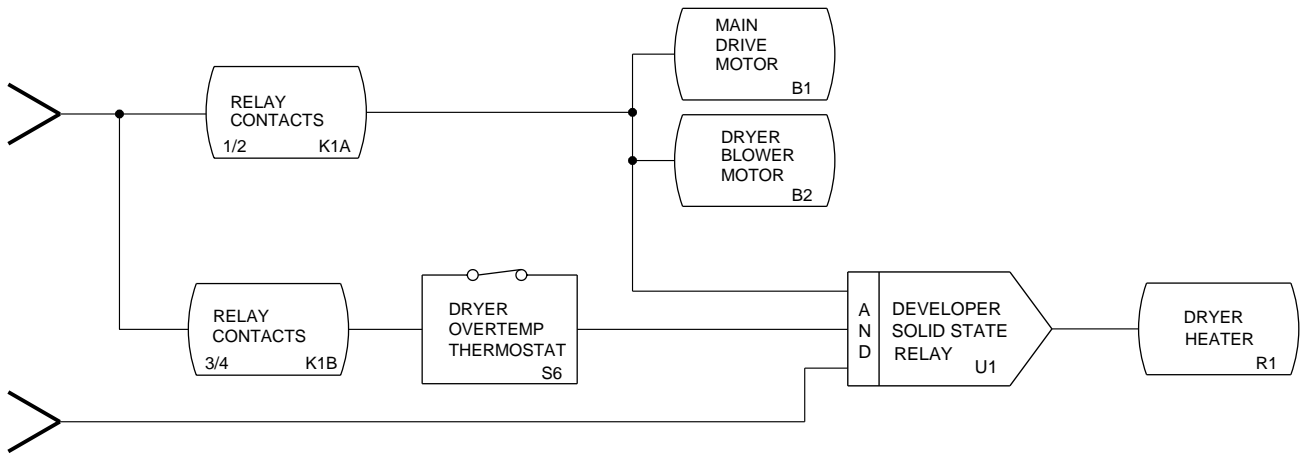 MAIN
DRIVE
MOTOR
B1
RELAY
CONTACTS
1/2 K1A
DRYER
BLOWER
MOTOR
B2
RELAY
CONTACTS
3/4 K1B
DRYER
OVERTEMP
THERMOSTAT
S6
A
N
D
DEVELOPER
SOLID STATE
RELAY
U1
DRYER
HEATER
R1